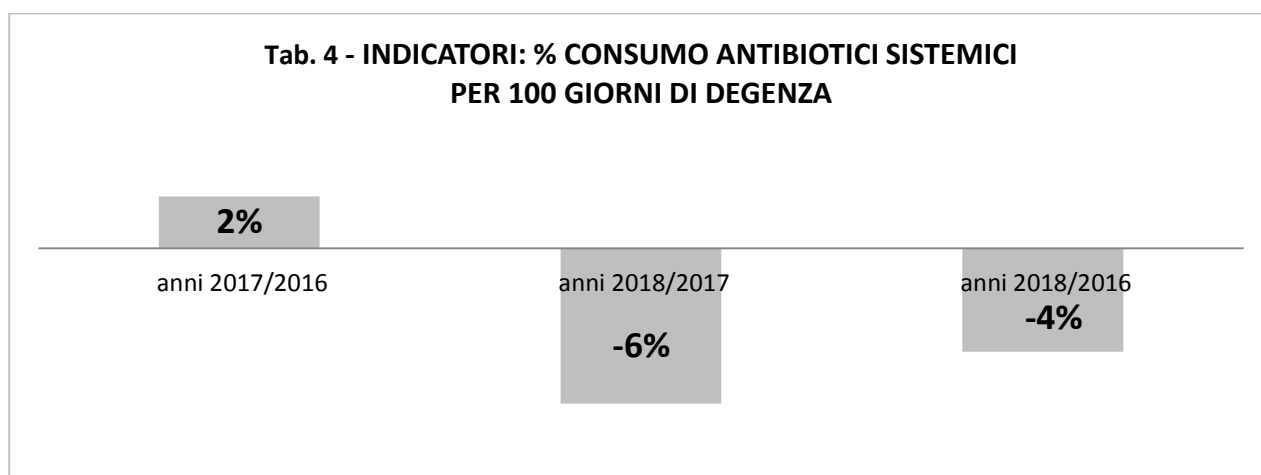 Tab. 4 - INDICATORI: % CONSUMO ANTIBIOTICI SISTEMICI
PER 100 GIORNI DI DEGENZA
2%
anni 2017/2016
anni 2018/2017
anni 2018/2016
-6%
-4%